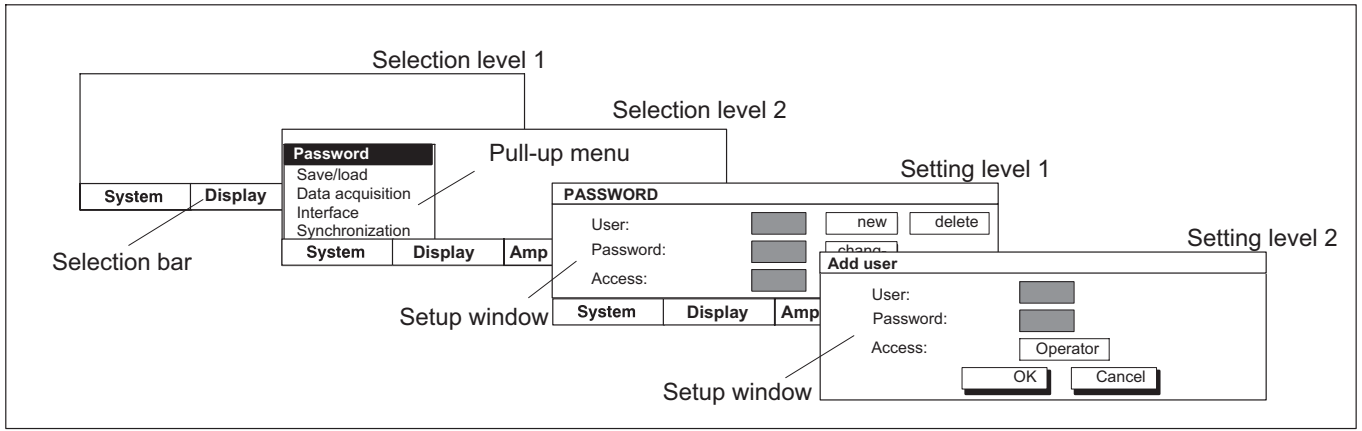 Selection level 1
System Display
Selection bar
Selection level 2
Password
Save/load
Data acquisition
Interface
Synchronization
Pull-up menu
System Display Amp
Setting level 1
PASSWORD
User: new delete
Password: chang
Access:
Setup window
System Display Amp
Setting level 2
Add user
User:
Password:
Access: Operator
OK Cancel
Setup window